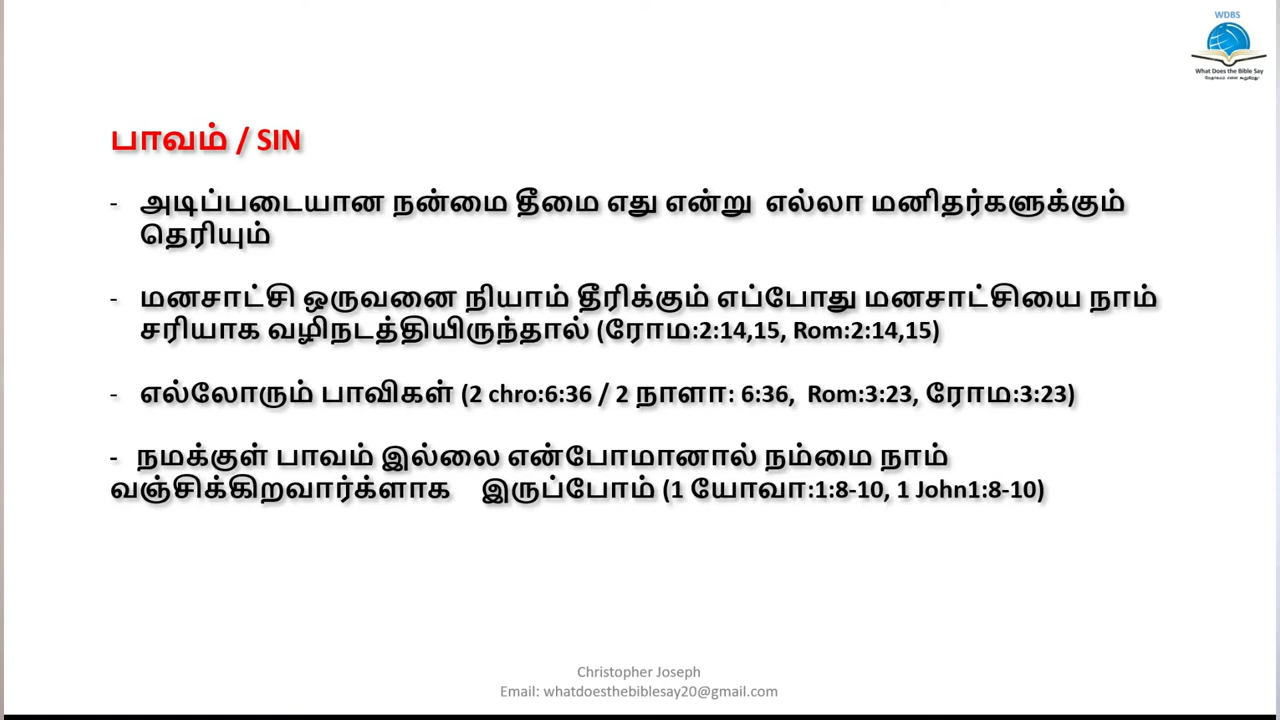 WDBS
What Does the Bible Say
பாவம் / SIN
- அடிப்படையான நன்மை தீமை எது என்று எல்லா மனிதர்களுக்கும்
தெரியும்
- மனசாட்சி ஒருவனை நியாம் தீரிக்கும் எப்போது மனசாட்சியை நாம்
சரியாக வழிநடத்தியிருந்தால் (ரோம:2:14,15, Rom:2:14,15)
- எல்லோரும் பாவிகள் (2 chro:6:36 / 2 நாளா: 6:36, Rom:3:23, ரோம:3:23)
- நமக்குள் பாவம் இல்லை என்போமானால் நம்மை நாம்
வஞ்சிக்கிறவார்க்ளாக இருப்போம் (1 யோவா:1:8-10, 1 John1:8-10)
Christopher Joseph
Email: whatdoesthebiblesay20@gmail.com